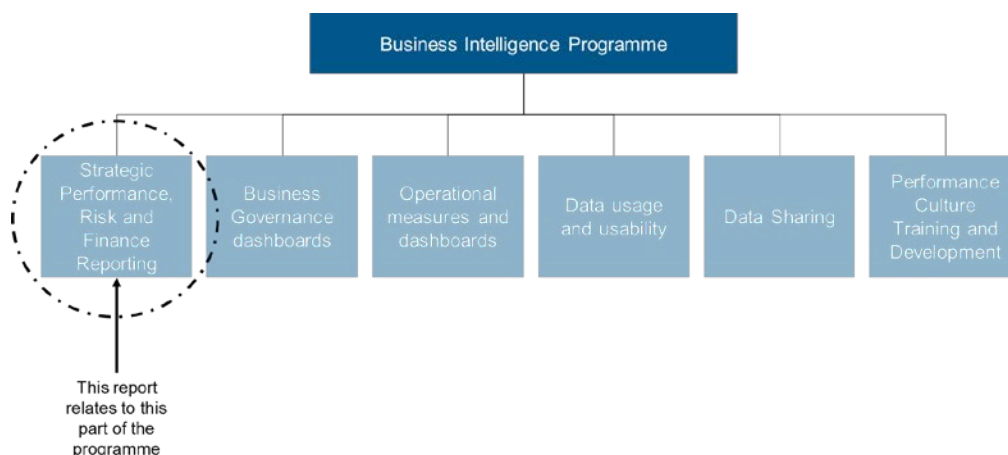 Business Intelligence Programme
Strategic
Performance,
Risk and
Finance
Reporting
Business
Governance
dashboards
Operational
measures and
dashboards
Data usage
and usability
Data Sharing
Performance
Culture
Training and
Development
This report
relates to this
part of the
programme